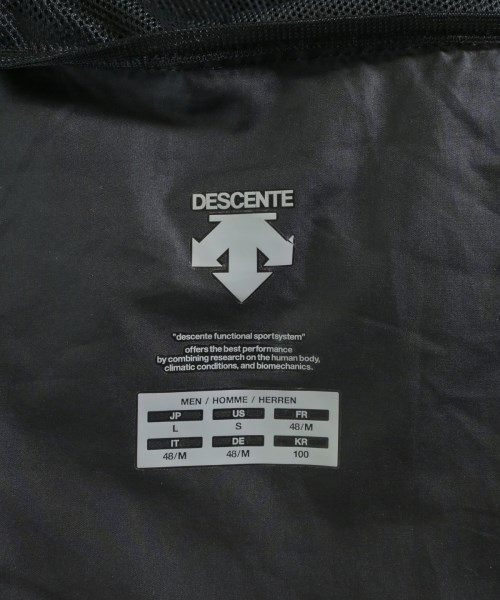 DESCENTE
"descente functional sportsystem"
offers the best performance
by combining research on the human body,
climatic conditions, and biomechanics.
MEN / HOMME / HERREN
JP US FR
L S 48/M
IT DE KR
48/M 48/M 100